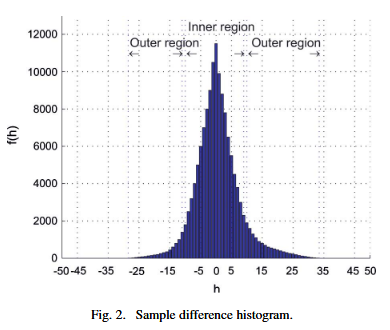 Inner region
Outer region Outer region
12000
10000
8000
6000
4000
2000
0
f(h)
-50 -45 -35 -25 -15 -5 0 5 15 25 35 45 50
h
Fig. 2. Sample difference histogram.